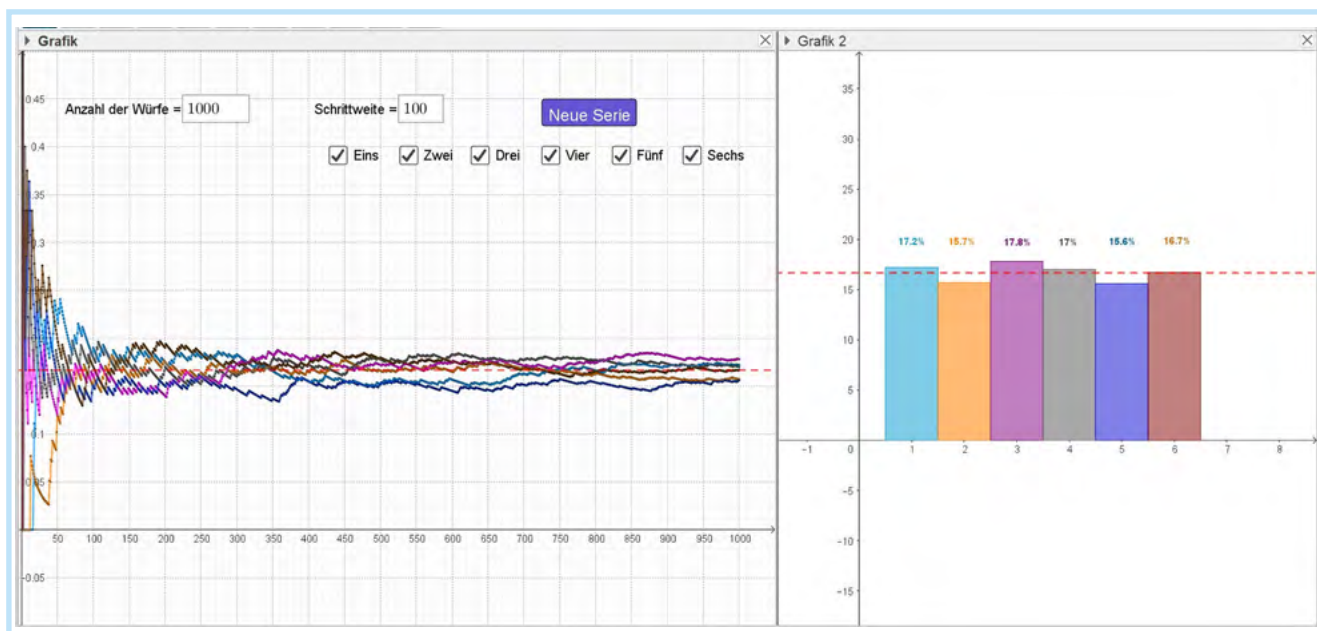 Grafik
Anzahl der Würfe = 1000
Schrittweite = 100
Neue Serie
Eins
Zwei
Drei
Vier
Fünf
Sechs
0.45
0.4
0.35
0.3
0.1
0.05
-0.05
50 100 150 200 250 300 350 400 450 500 550 600 650 700 750 800 850 900 950 1000
Grafik 2
35
30
25
20
15
10
5
17.2% 15.7% 17.8% 17% 15.6% 16.7%
-1 0 1 2 3 4 5 6 7 8
-5
-10
-15